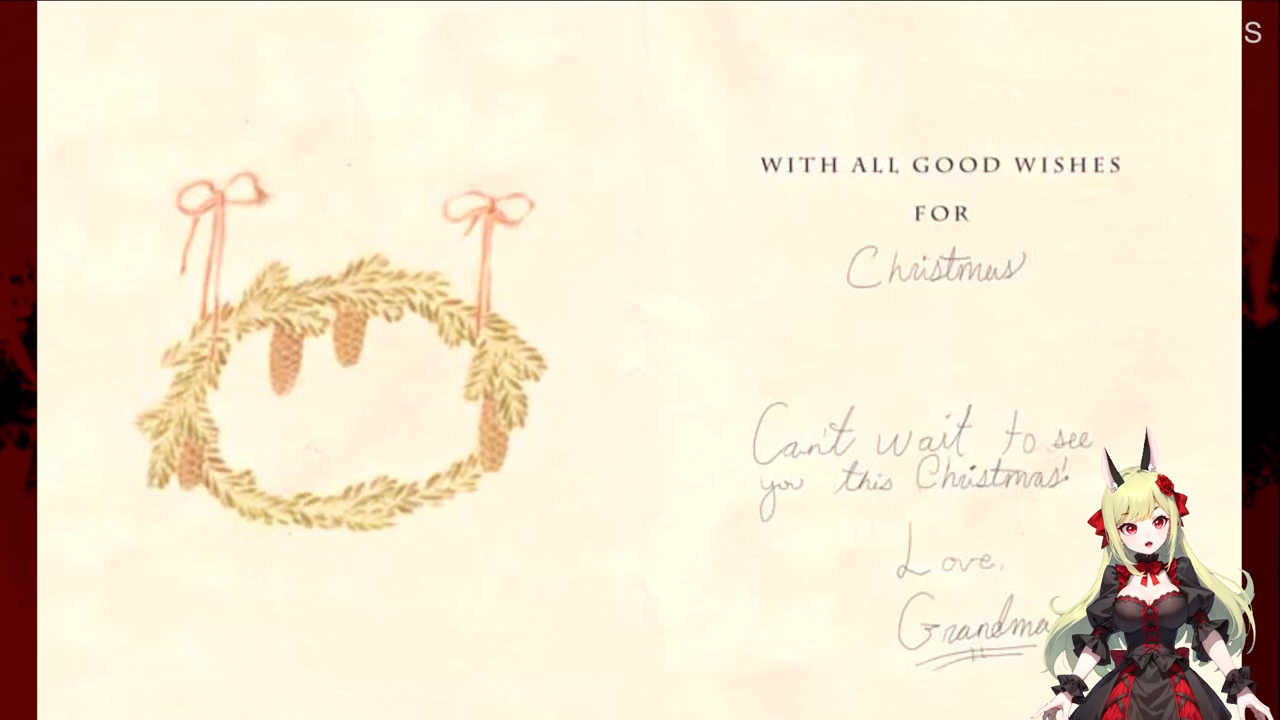 S
WITH ALL GOOD WISHES
FOR
Christmas
Can't wait to see
you this Christmas!
Love,
Grandma